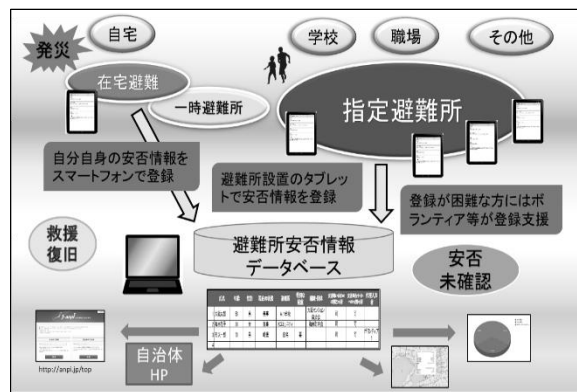 発災
自宅
学校
職場
その他
在宅避難
一時避難所
指定避難所
自分自身の安否情報を
スマートフォンで登録
避難所設置のタブレッ
トで安否情報を登録
登録が困難な方にはボ
ランティア等が登録支援
救援
復旧
避難所安否情報
データベース
安否
未確認
http://anpi.jp/top
自治体
HP